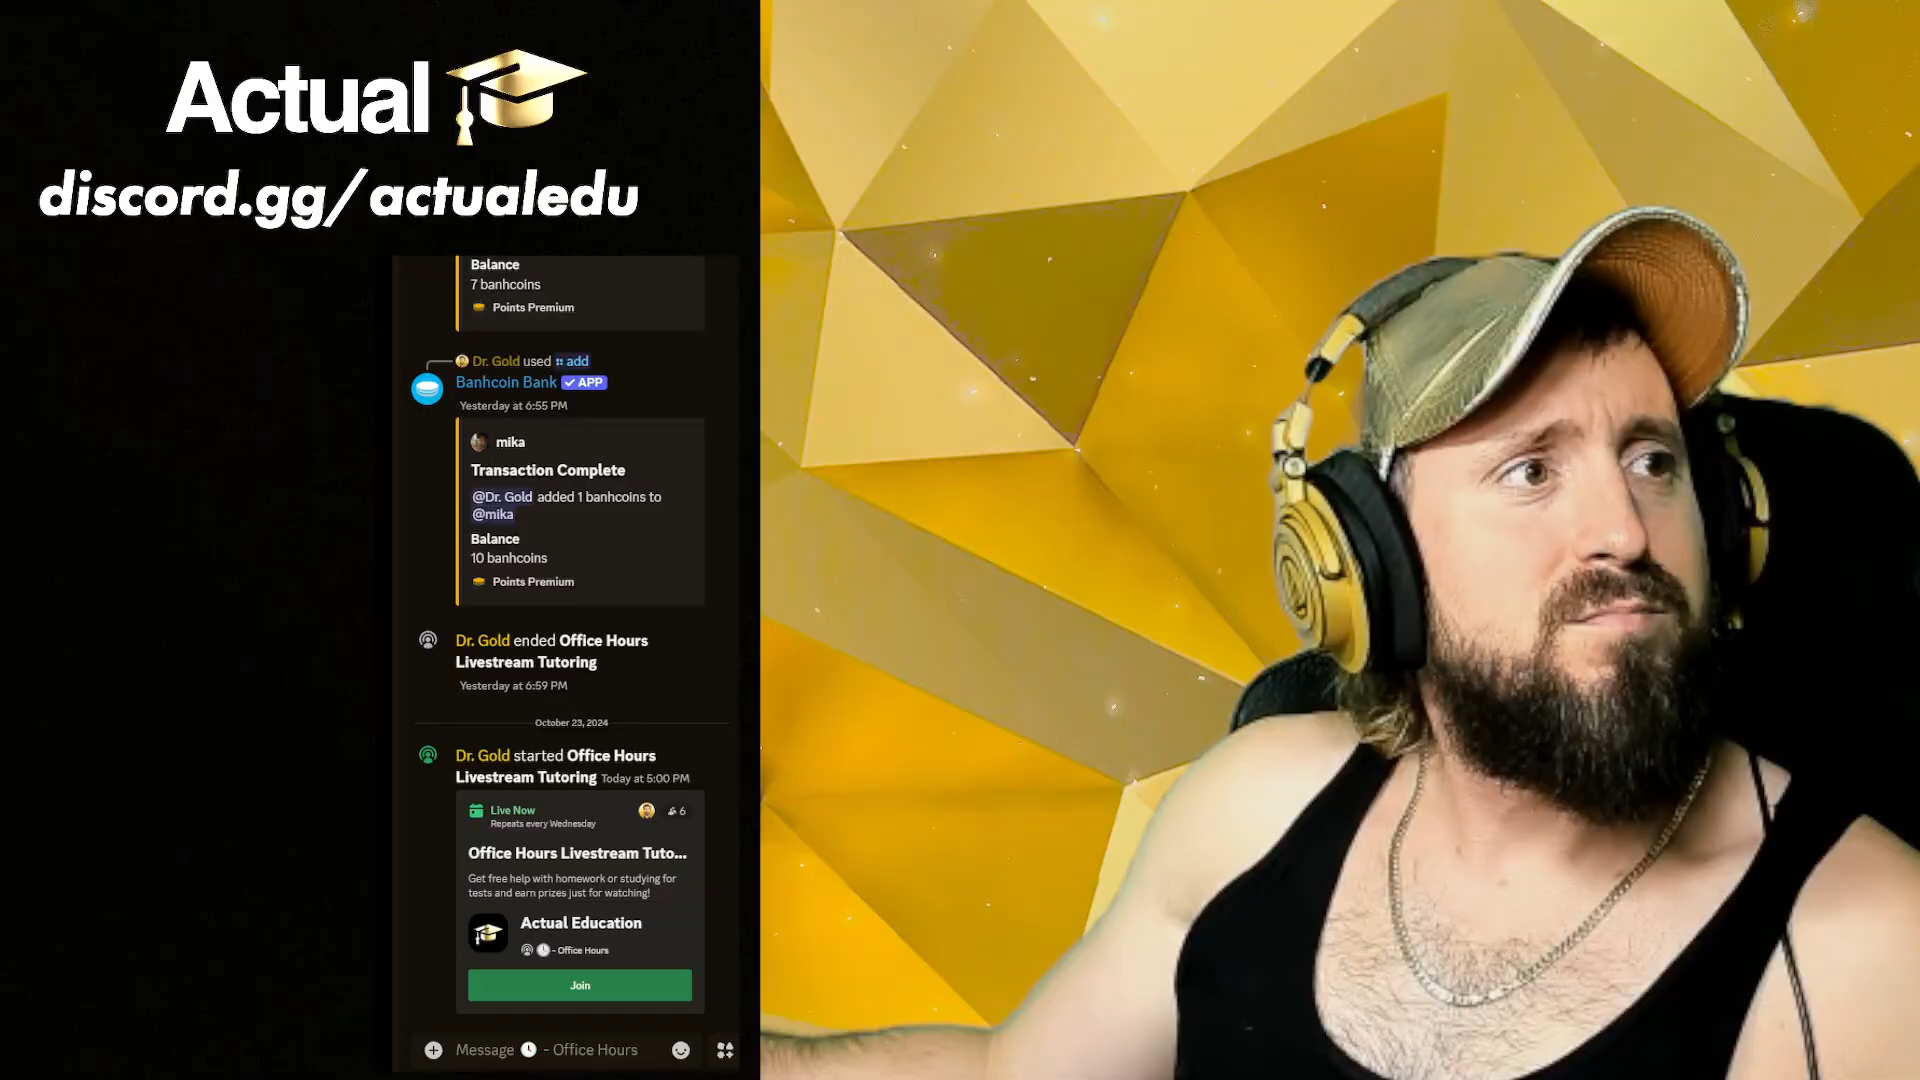 Actual
discord.gg/actualedu
Balance
7 banhcoins
Points Premium
Dr. Gold used add
Banhcoin Bank APP
Yesterday at 6:55 PM
mika
Transaction Complete
@Dr. Gold added 1 banhcoins to
@mika
Balance
10 banhcoins
Points Premium
Dr. Gold ended Office Hours
Livestream Tutoring
Yesterday at 6:59 PM
October 23, 2024
Dr. Gold started Office Hours
Livestream Tutoring Today at 5:00 PM
Live Now
6
Repeats every Wednesday
Office Hours Livestream Tuto...
Get free help with homework or studying for
tests and earn prizes just for watching!
Actual Education
- Office Hours
Join
Message - Office Hours